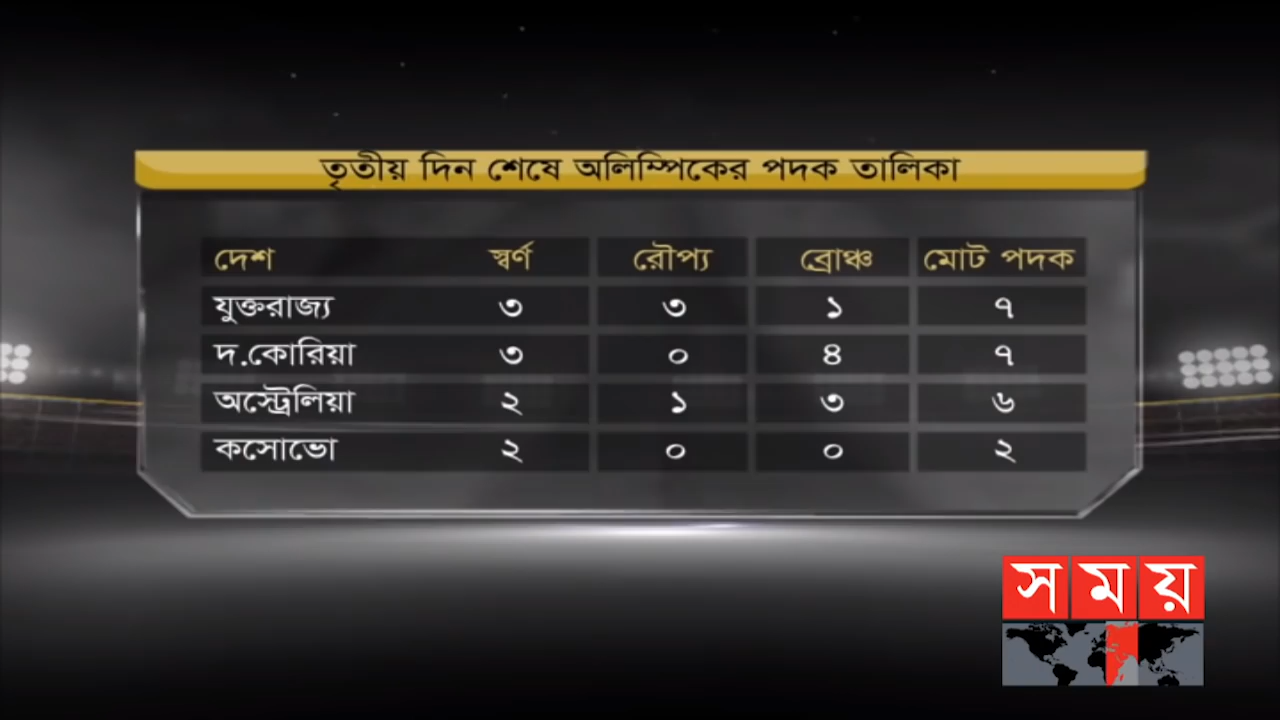 তৃতীয় দিন শেষে অলিম্পিকের পদক তালিকা
দেশ স্বর্ণ রৌপ্য ব্রোঞ্চ মোট পদক
যুক্তরাজ্য ৩ ৩ ১ ৭
দ.কোরিয়া ৩ ০ ৪ ৭
অস্ট্রেলিয়া ২ ১ ৩ ৬
কসোভো ২ ০ ০ ২
সময়